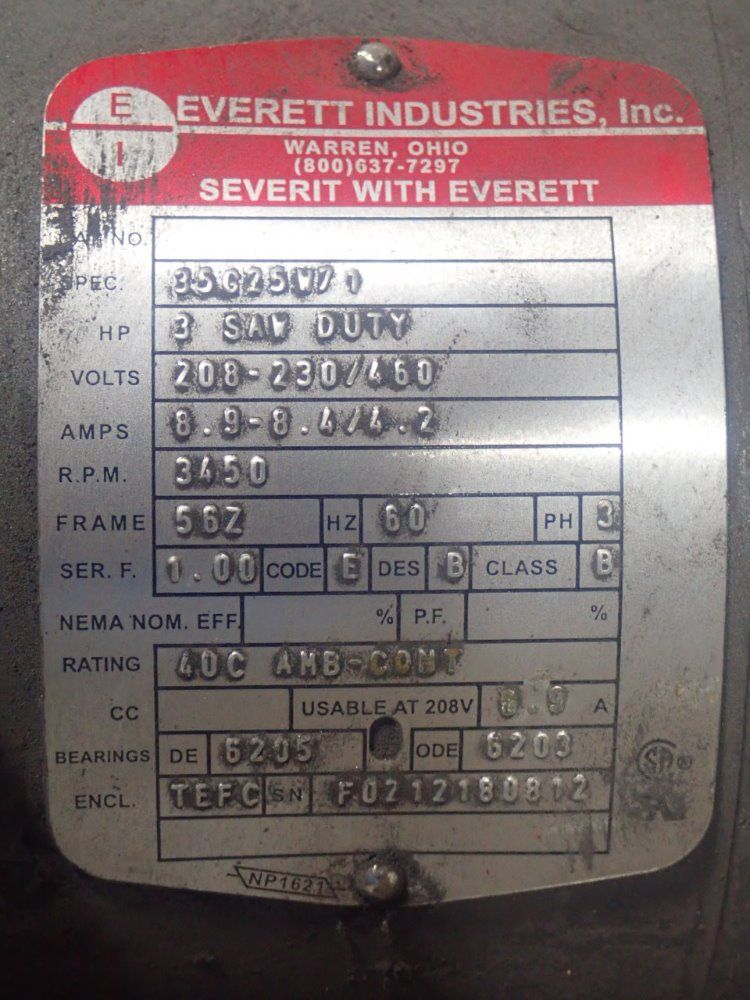 E
I
EVERETT INDUSTRIES, Inc.
WARREN, OHIO
(800)637-7297
SEVERIT WITH EVERETT
CAT NO.
SPEC. 35G25W71
HP 3 SAW DUTY
VOLTS 208-230/460
AMPS 8.9-8.4/4.2
R.P.M. 3450
FRAME 56Z HZ 60 PH 3
SER. F. 1.00 CODE E DES B CLASS B
NEMA NOM. EFF. % P.F. %
RATING 40C AMB-CONT
CC USABLE AT 208V 8.9 A
BEARINGS DE 6205 ODE 6203
ENCL. TEFC SN F0212180812
NP1621